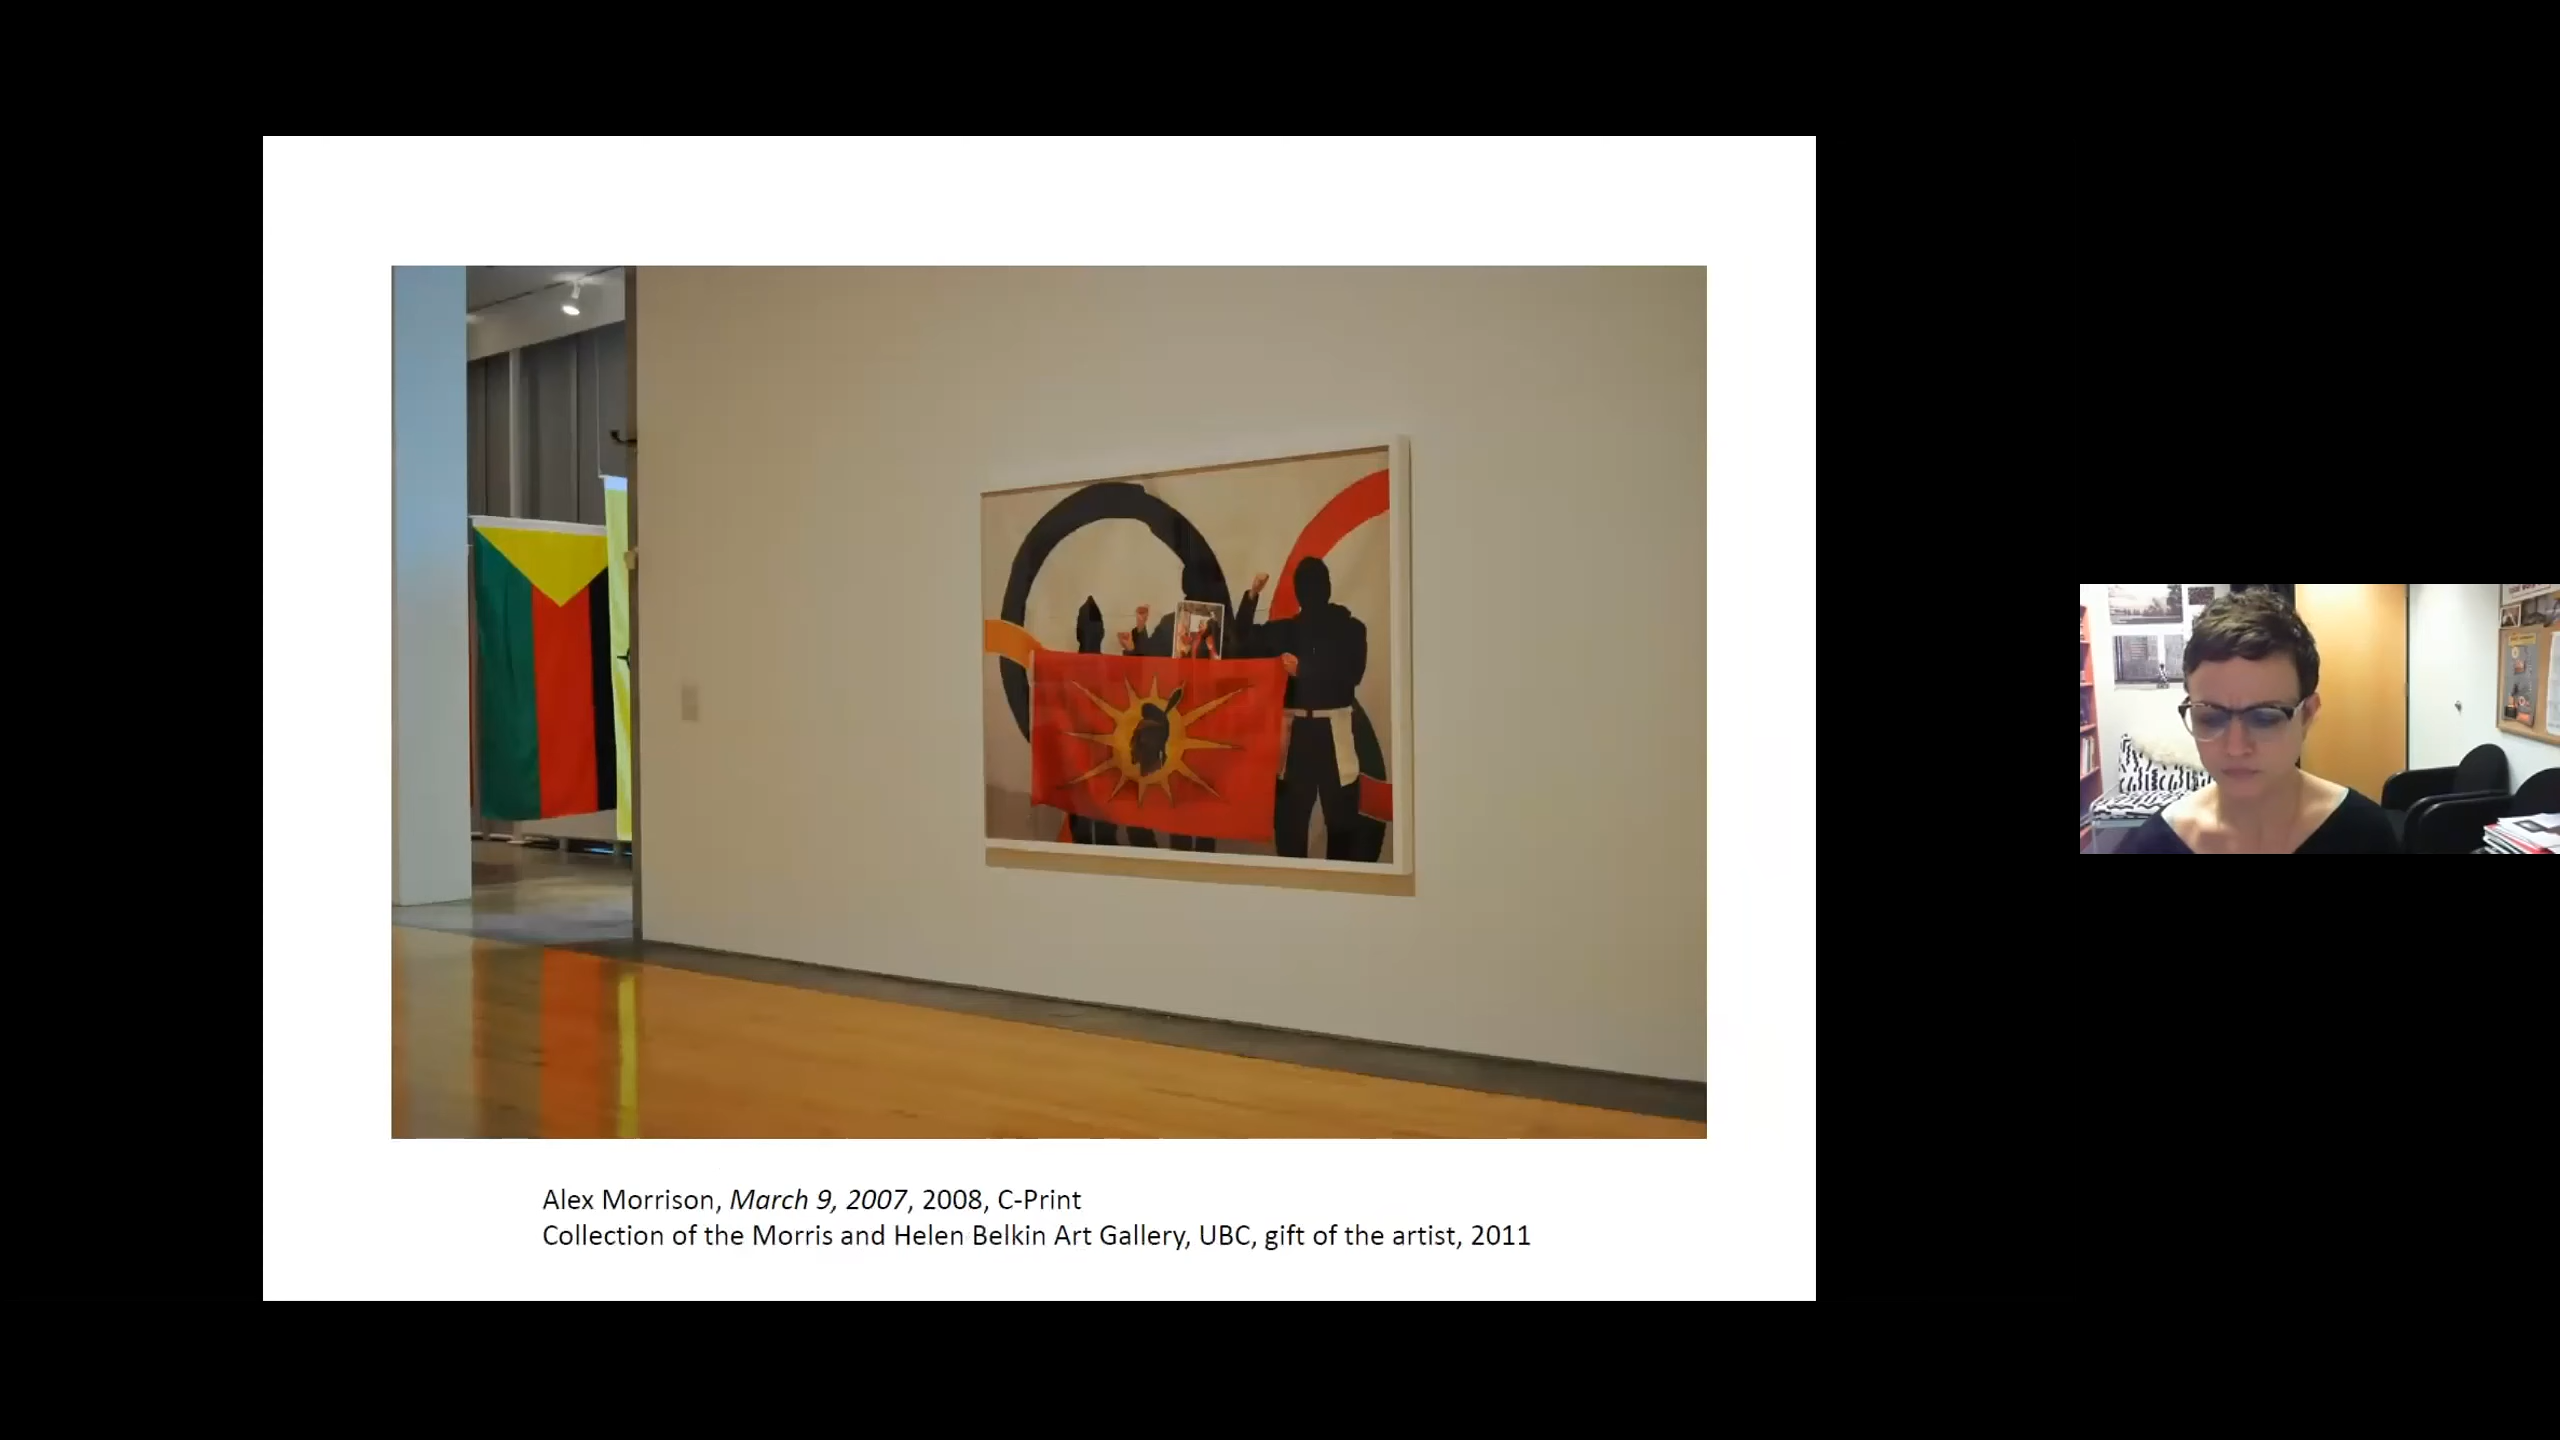 Alex Morrison, March 9, 2007, 2008, C-Print
Collection of the Morris and Helen Belkin Art Gallery, UBC, gift of the artist, 2011